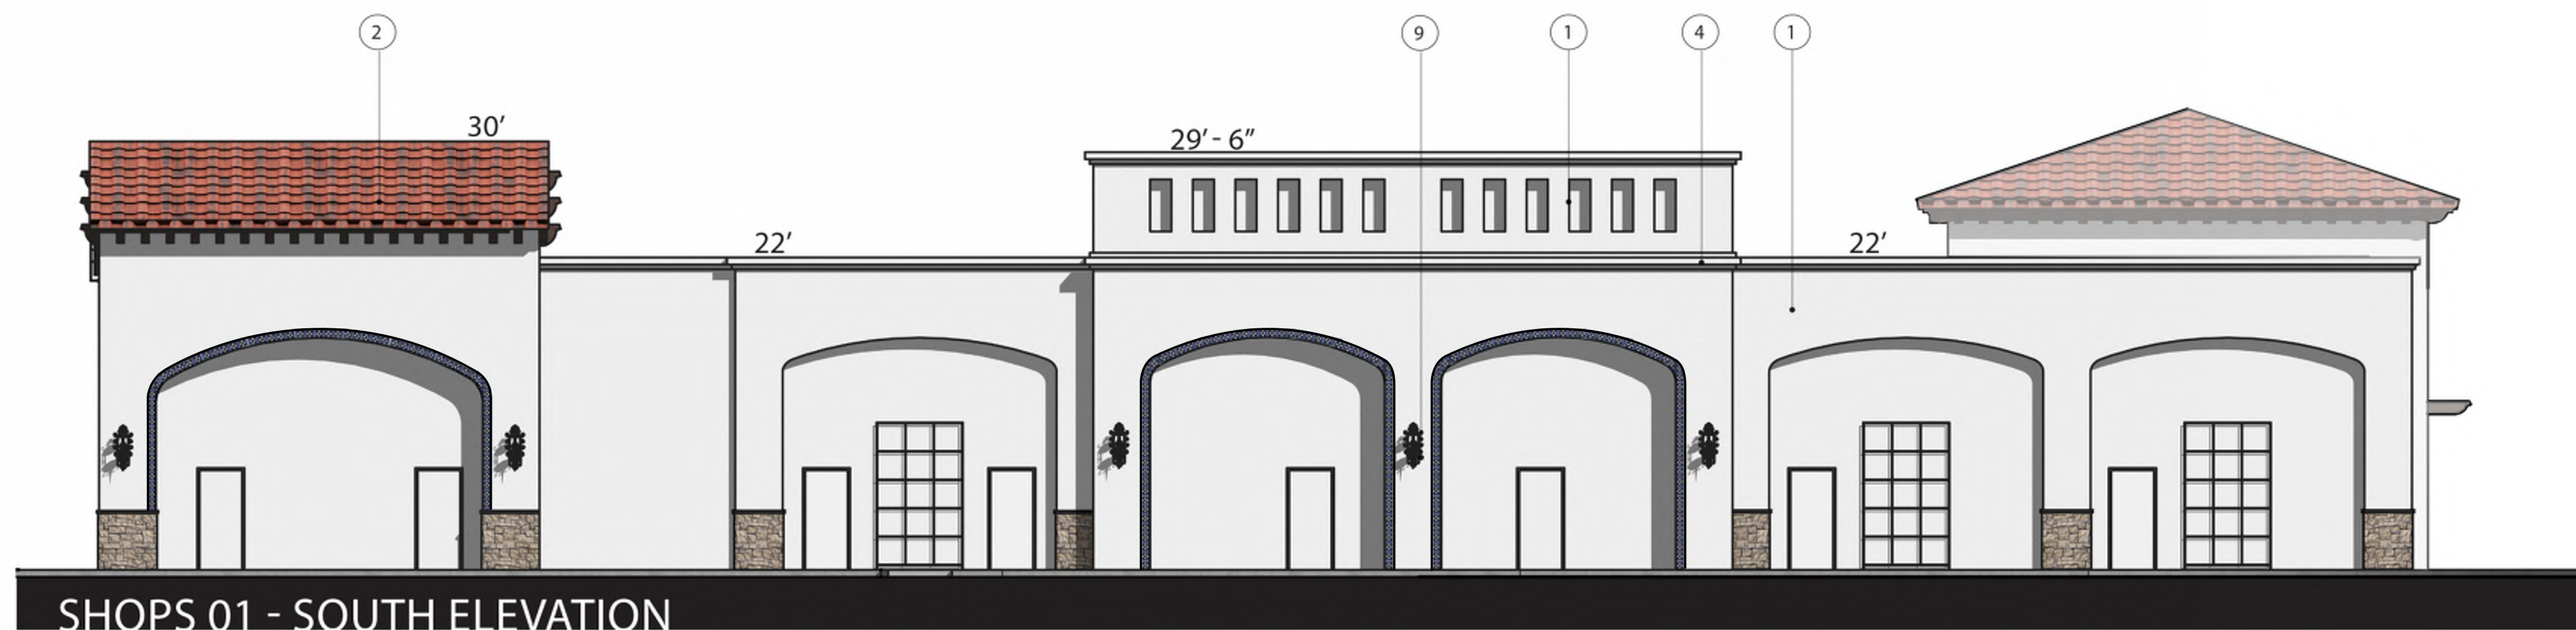 2 9 1 4 1
30'
29' - 6"
22' 22'
SHOPS 01 - SOUTH ELEVATION